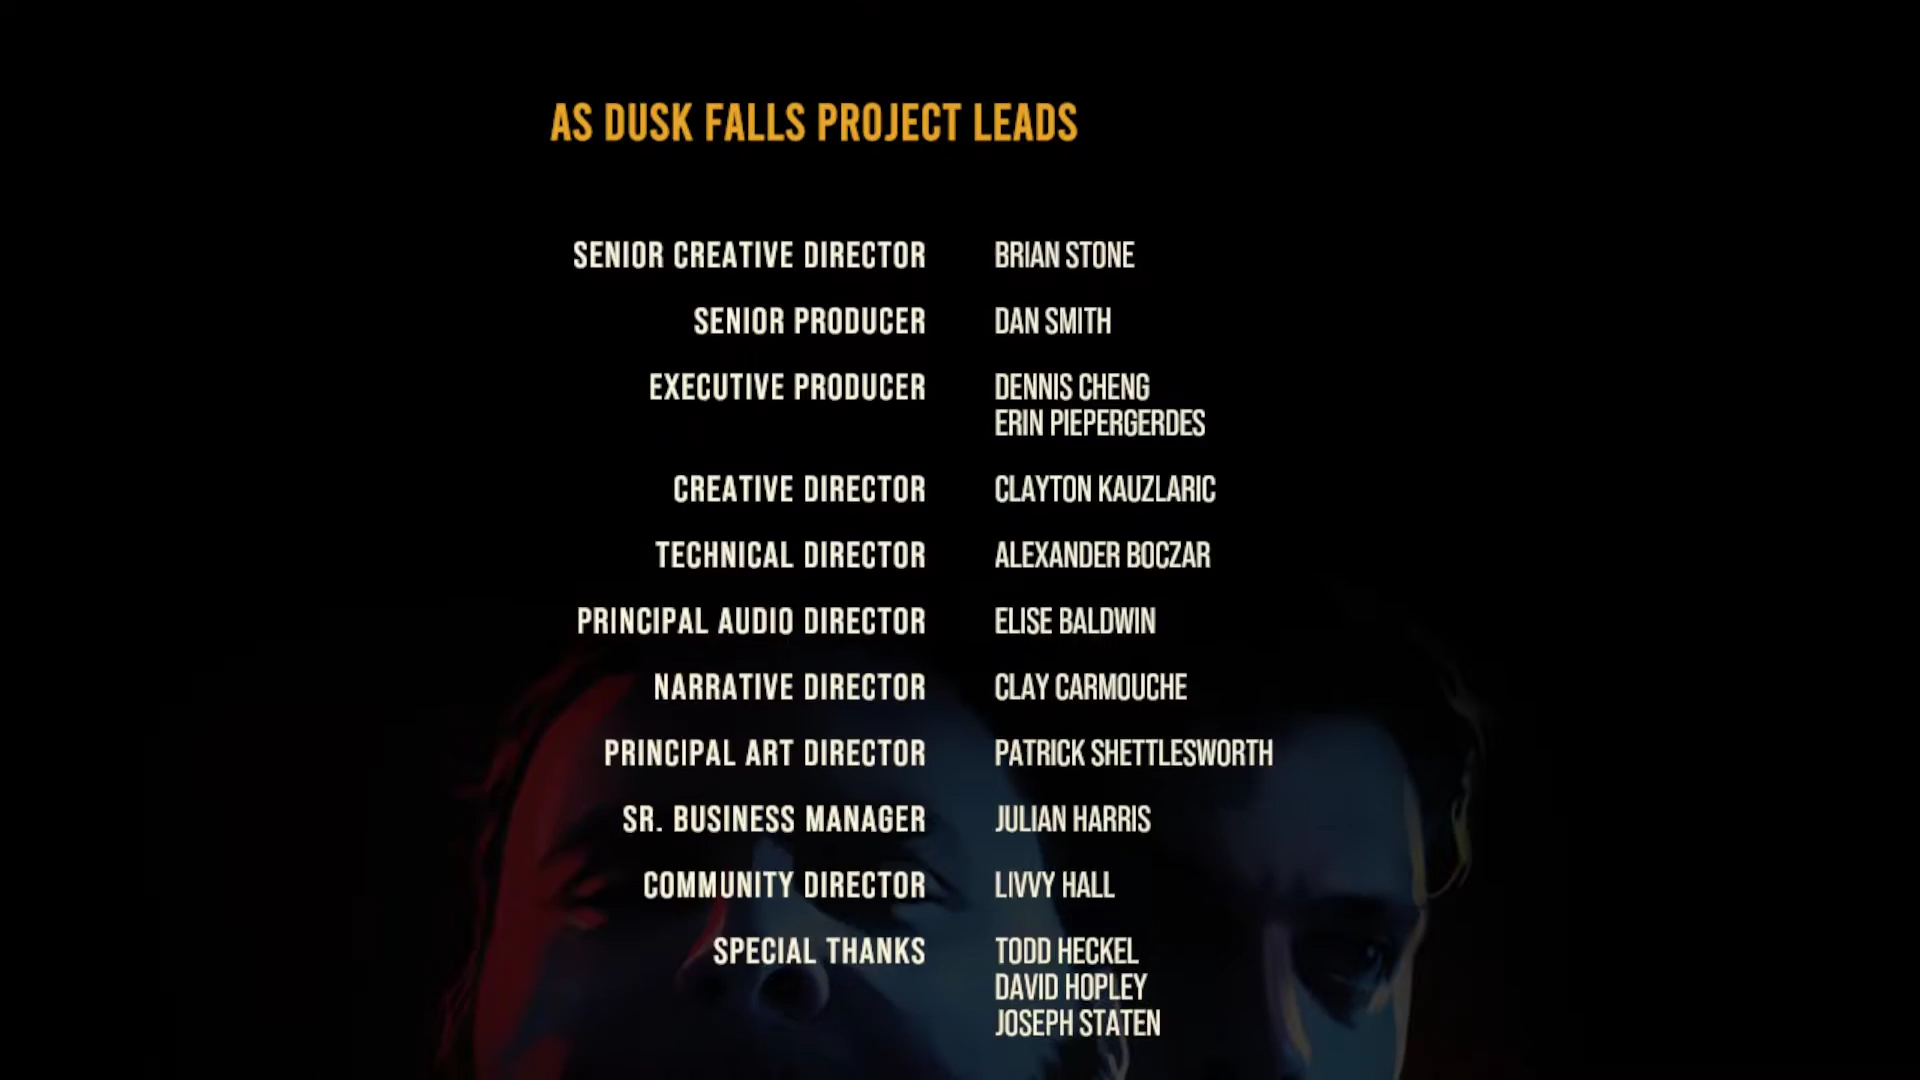 AS DUSK FALLS PROJECT LEADS
SENIOR CREATIVE DIRECTOR BRIAN STONE
SENIOR PRODUCER DAN SMITH
EXECUTIVE PRODUCER DENNIS CHENG
ERIN PIEPERGERDES
CREATIVE DIRECTOR CLAYTON KAUZLARIC
TECHNICAL DIRECTOR ALEXANDER BOCZAR
PRINCIPAL AUDIO DIRECTOR ELISE BALDWIN
NARRATIVE DIRECTOR CLAY CARMOUCHE
PRINCIPAL ART DIRECTOR PATRICK SHETTLESWORTH
SR. BUSINESS MANAGER JULIAN HARRIS
COMMUNITY DIRECTOR LIVVY HALL
SPECIAL THANKS TODD HECKEL
DAVID HOPLEY
JOSEPH STATEN